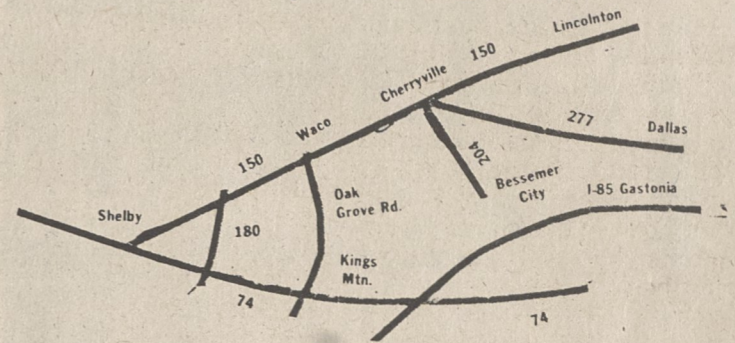 Lincolnton
150
Cherryville
277
Dallas
Waco
204
150
Bessemer
City
I-85 Gastonia
Oak
Grove Rd.
Shelby
180
Kings
Mtn.
74
74